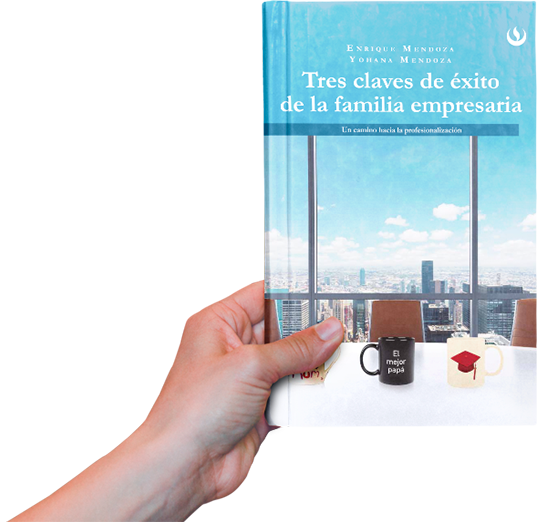 ENRIQUE MENDOZA
YOHANA MENDOZA
Tres claves de éxito
de la familia empresaria
Un camino hacia la profesionalización
El
mejor
papá